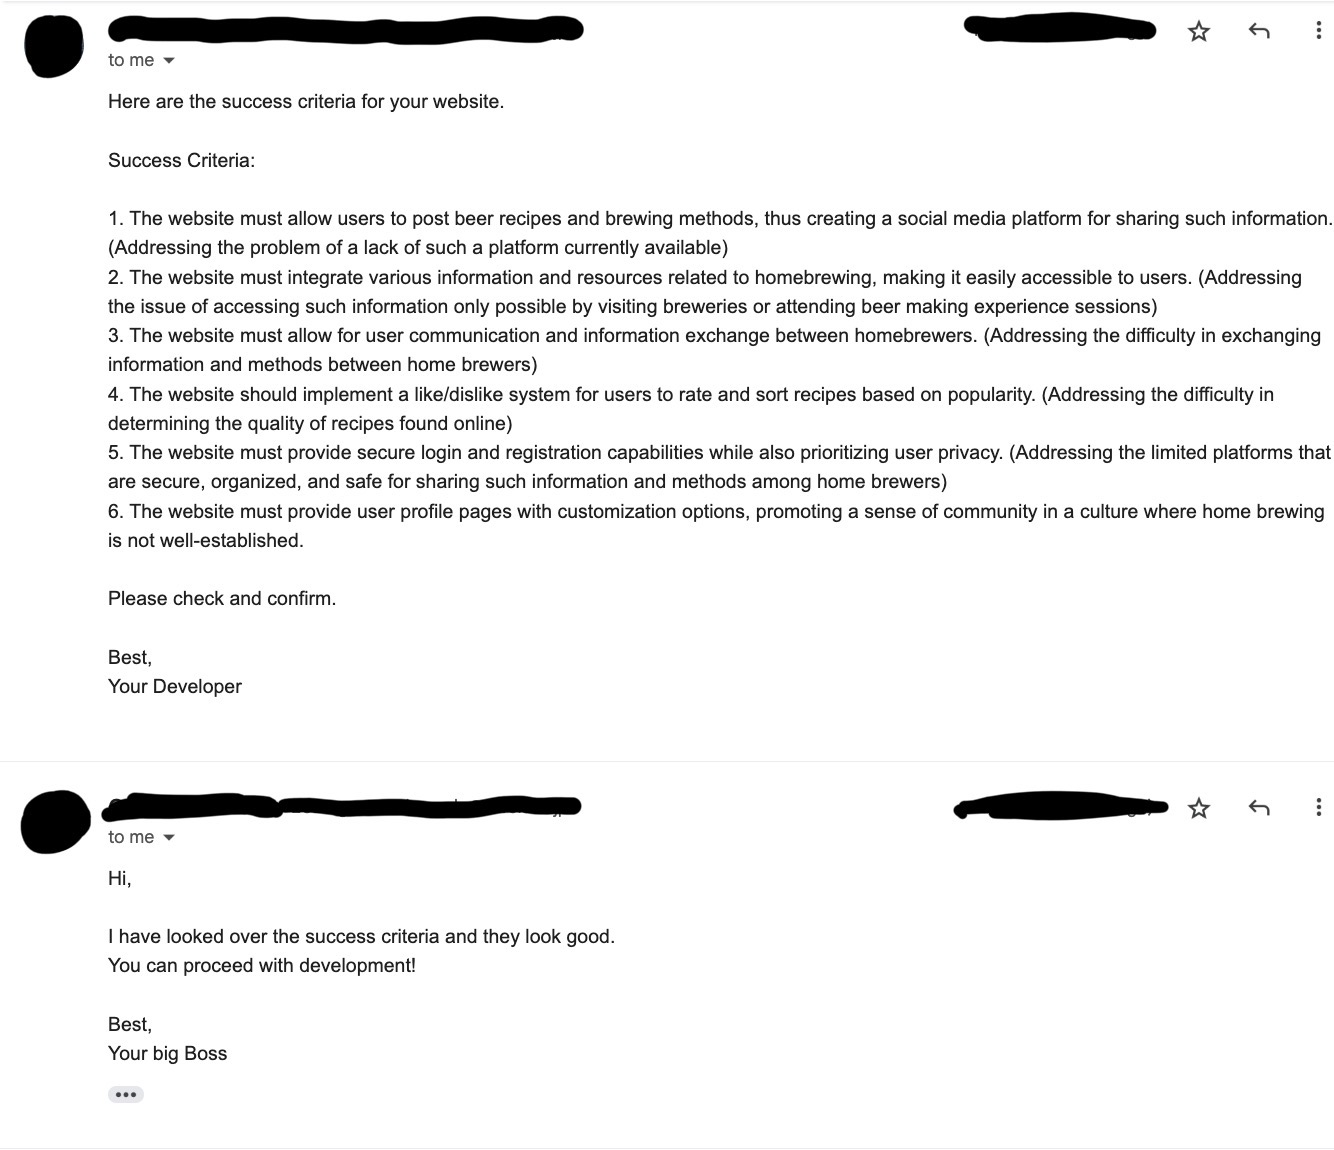 to me
Here are the success criteria for your website.
Success Criteria:
1. The website must allow users to post beer recipes and brewing methods, thus creating a social media platform for sharing such information.
(Addressing the problem of a lack of such a platform currently available)
2. The website must integrate various information and resources related to homebrewing, making it easily accessible to users. (Addressing
the issue of accessing such information only possible by visiting breweries or attending beer making experience sessions)
3. The website must allow for user communication and information exchange between homebrewers. (Addressing the difficulty in exchanging
information and methods between home brewers)
4. The website should implement a like/dislike system for users to rate and sort recipes based on popularity. (Addressing the difficulty in
determining the quality of recipes found online)
5. The website must provide secure login and registration capabilities while also prioritizing user privacy. (Addressing the limited platforms that
are secure, organized, and safe for sharing such information and methods among home brewers)
6. The website must provide user profile pages with customization options, promoting a sense of community in a culture where home brewing
is not well-established.
Please check and confirm.
Best,
Your Developer
to me
Hi,
I have looked over the success criteria and they look good.
You can proceed with development!
Best,
Your big Boss